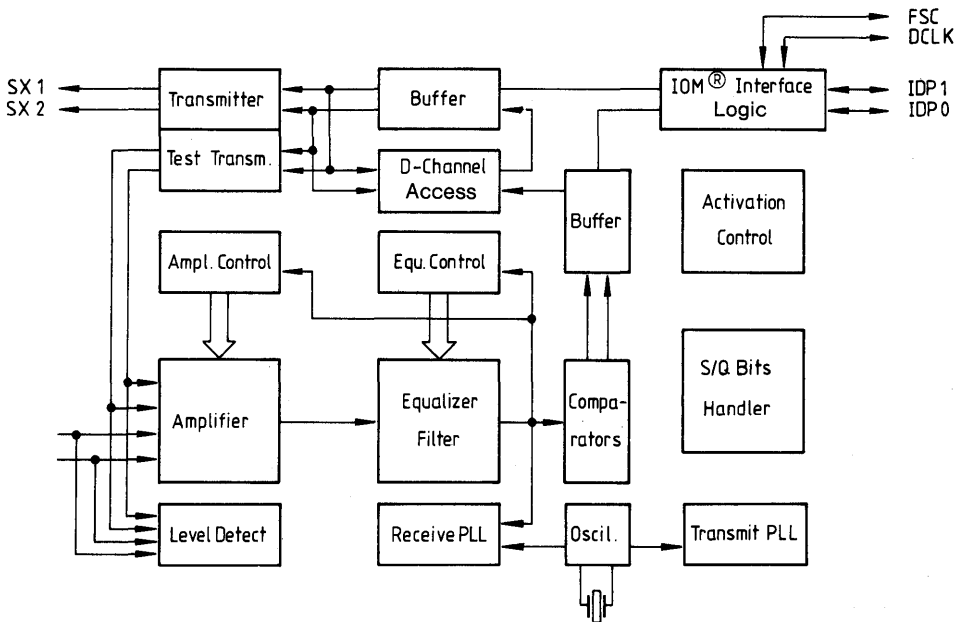 FSC
DCLK
SX 1
SX 2
Transmitter
Buffer
IOM® Interface
Logic
IDP 1
IDP 0
Test Transm.
D-Channel
Access
Buffer
Activation
Control
Ampl. Control
Equ. Control
Amplifier
Equalizer
Filter
Compa-
rators
S/Q Bits
Handler
Level Detect
Receive PLL
Oscil.
Transmit PLL